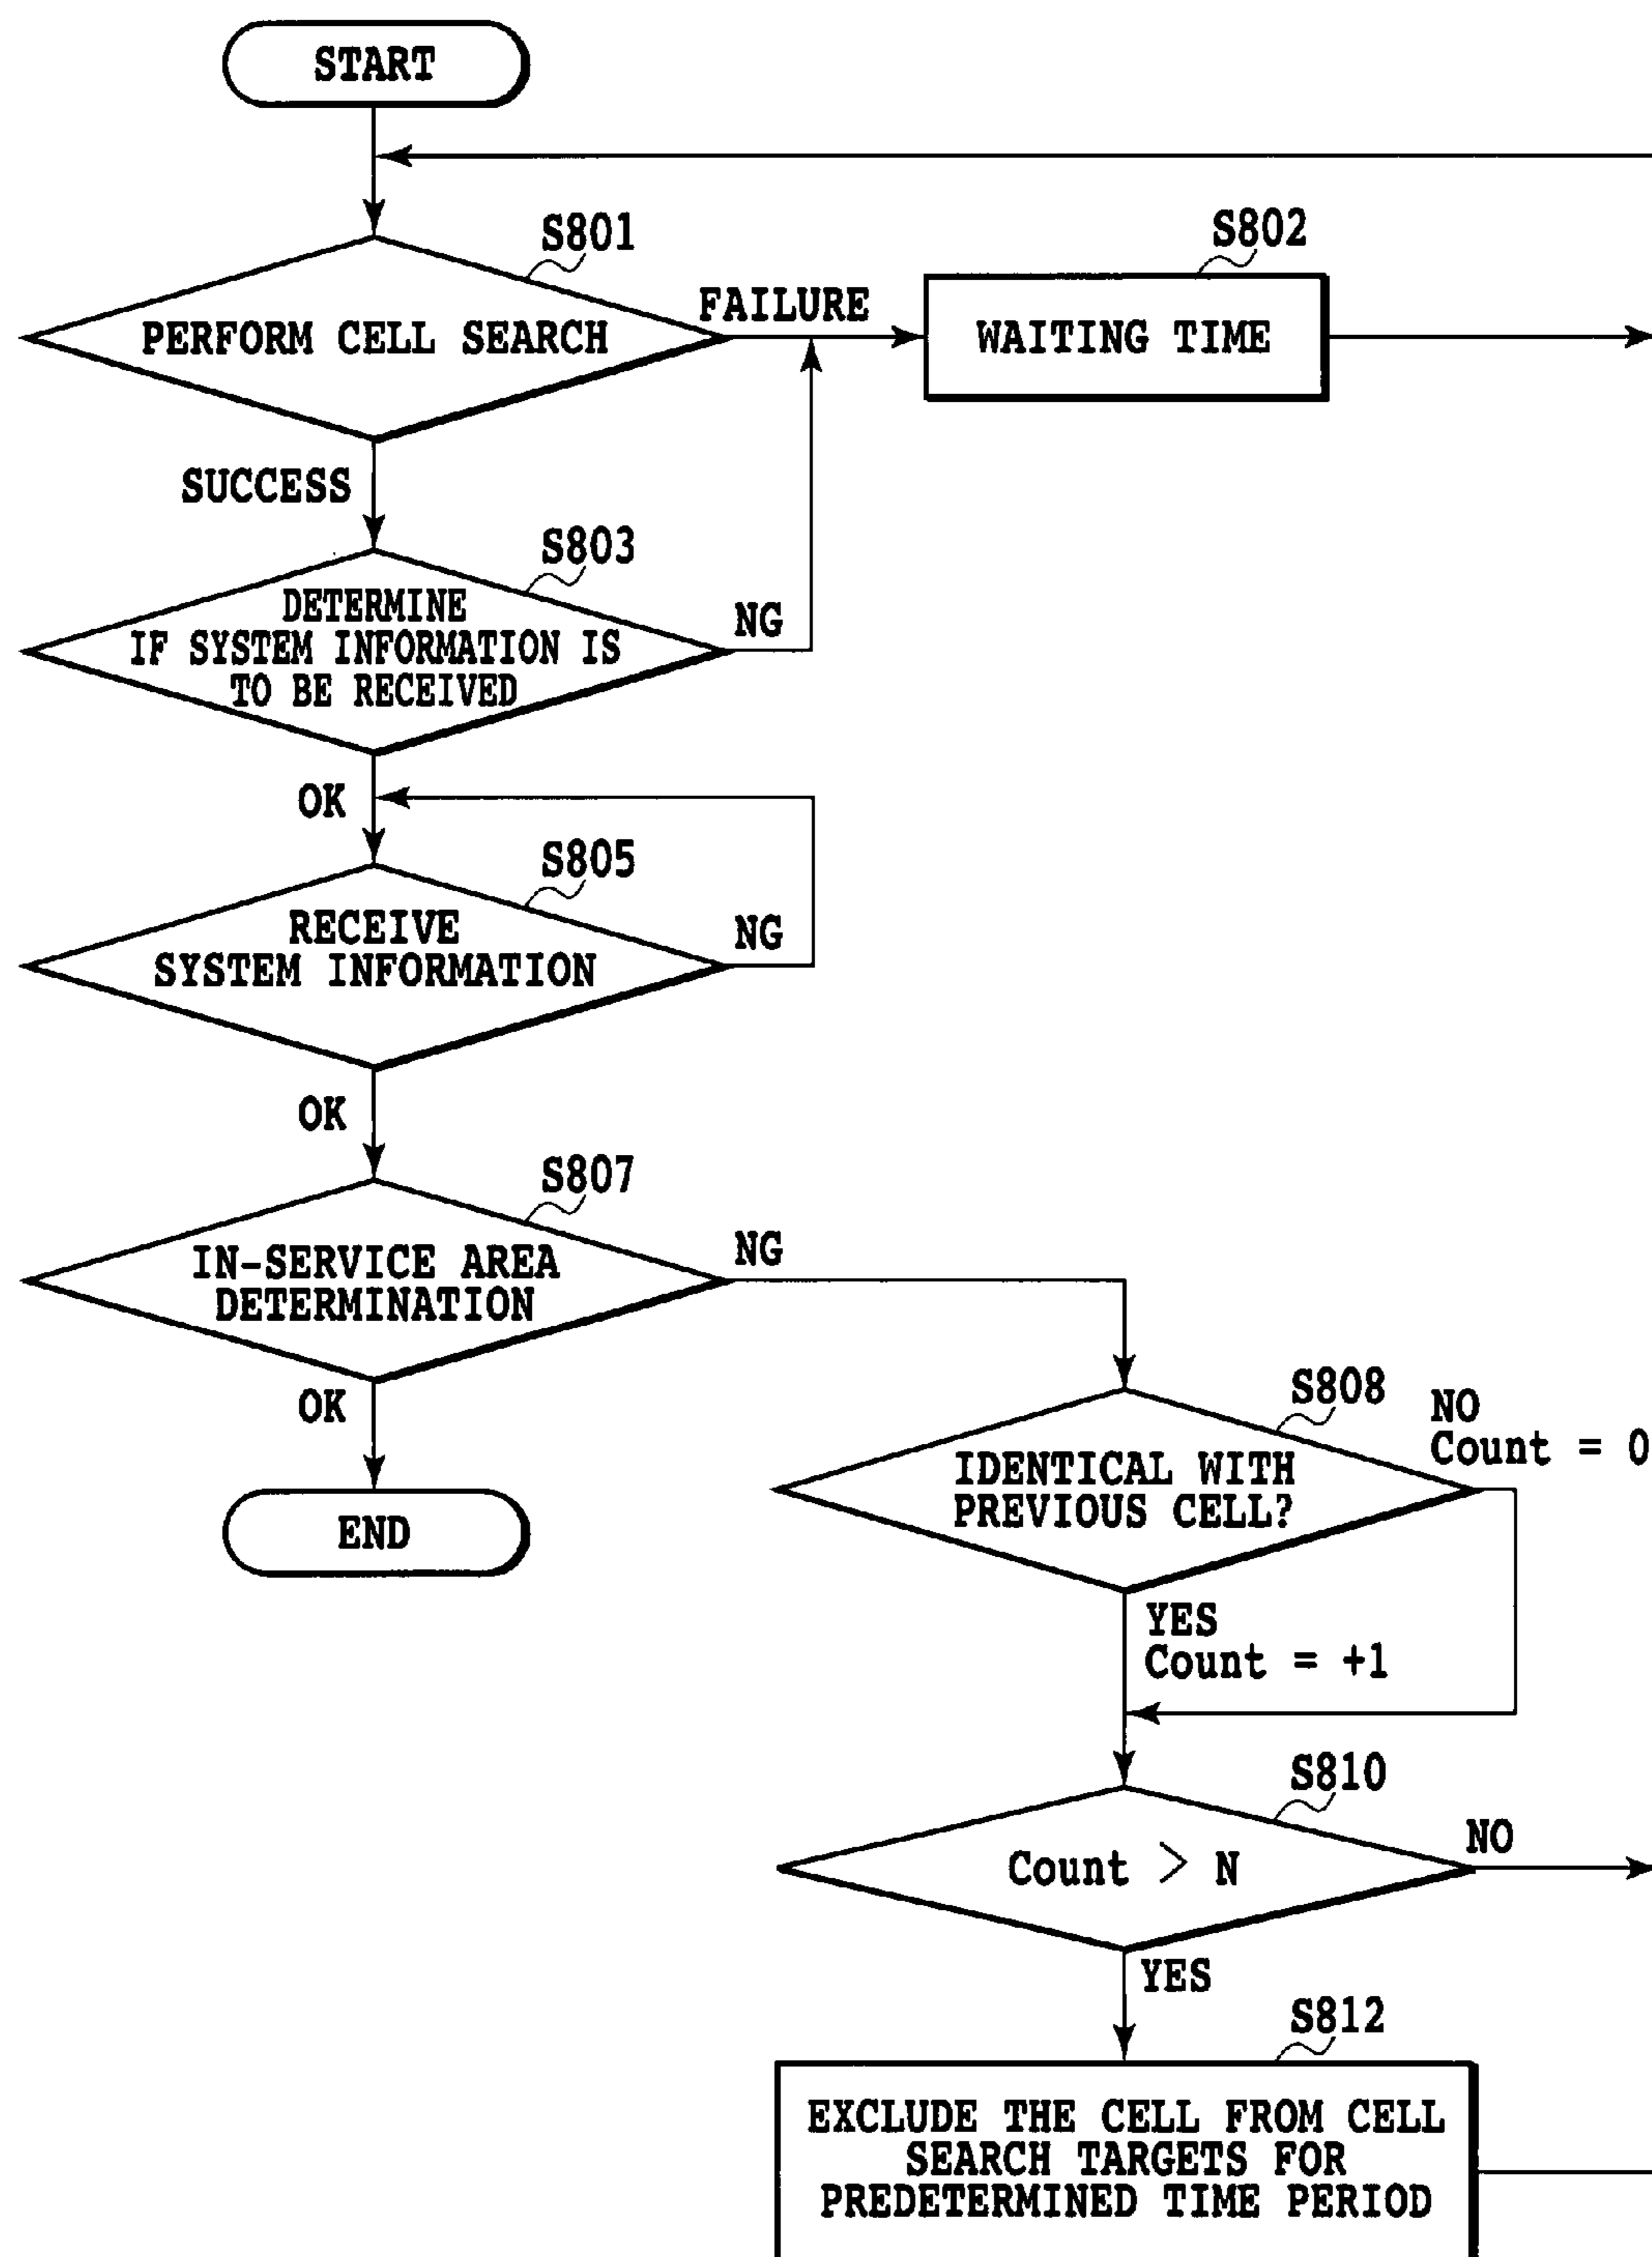 START
S801
PERFORM CELL SEARCH
FAILURE
S802
WAITING TIME
SUCCESS
S803
DETERMINE
IF SYSTEM INFORMATION IS
TO BE RECEIVED
NG
OK
S805
RECEIVE
SYSTEM INFORMATION
NG
OK
S807
IN-SERVICE AREA
DETERMINATION
NG
OK
END
S808
IDENTICAL WITH
PREVIOUS CELL?
NO
Count = 0
YES
Count = +1
S810
Count > N
NO
YES
S812
EXCLUDE THE CELL FROM CELL
SEARCH TARGETS FOR
PREDETERMINED TIME PERIOD